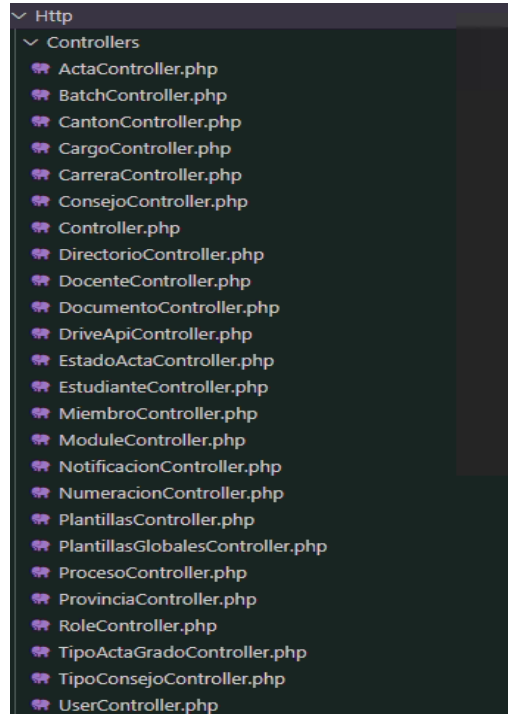 Http
Controllers
ActaController.php
BatchController.php
CantonController.php
CargoController.php
CarreraController.php
ConsejoController.php
Controller.php
DirectorioController.php
DocenteController.php
DocumentoController.php
DriveApiController.php
EstadoActaController.php
EstudianteController.php
MiembroController.php
ModuleController.php
NotificacionController.php
NumeracionController.php
PlantillasController.php
PlantillasGlobalesController.php
ProcesoController.php
ProvinciaController.php
RoleController.php
TipoActaGradoController.php
TipoConsejoController.php
UserController.php